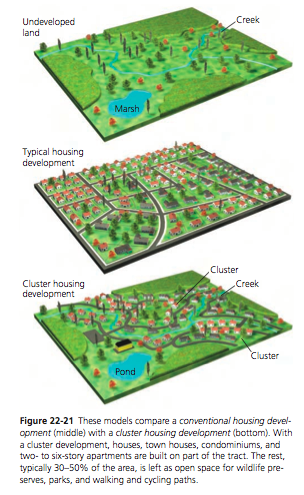 Undeveloped
land
Creek
Marsh
Typical housing
development
Cluster housing
development
Cluster
Creek
Cluster
Pond
Figure 22-21 These models compare a conventional housing devel-
opment (middle) with a cluster housing development (bottom). With
a cluster development, houses, town houses, condominiums, and
two- to six-story apartments are built on part of the tract. The rest,
typically 30–50% of the area, is left as open space for wildlife pre-
serves, parks, and walking and cycling paths.